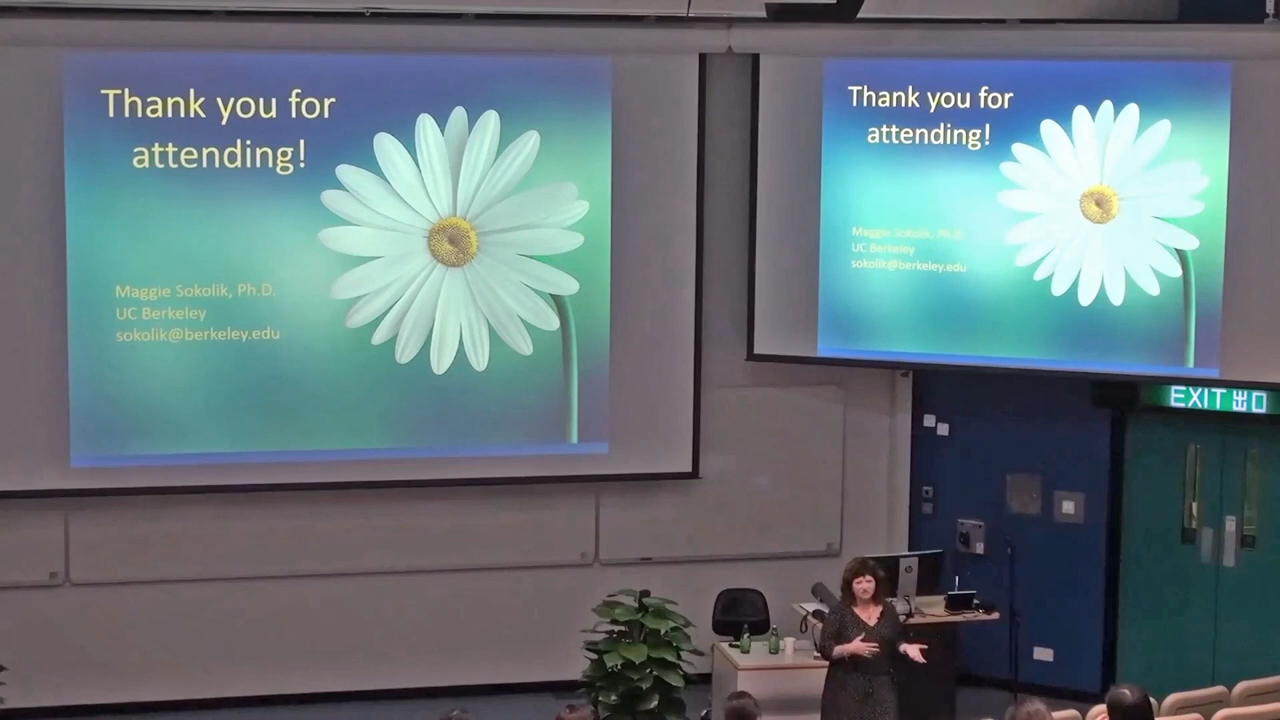 Thank you for
attending!
Maggie Sokolik, Ph.D.
UC Berkeley
sokolik@berkeley.edu
Thank you for
attending!
Maggie Sokolik, Ph.D.
UC Berkeley
sokolik@berkeley.edu
EXIT 出口